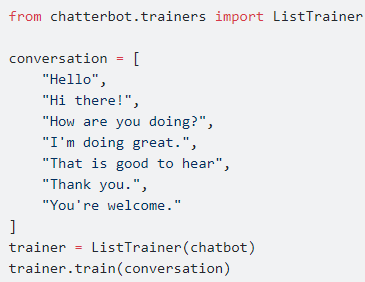 from chatterbot.trainers import ListTrainer
conversation = [
    "Hello",
    "Hi there!",
    "How are you doing?",
    "I'm doing great.",
    "That is good to hear",
    "Thank you.",
    "You're welcome."
]
trainer = ListTrainer(chatbot)
trainer.train(conversation)